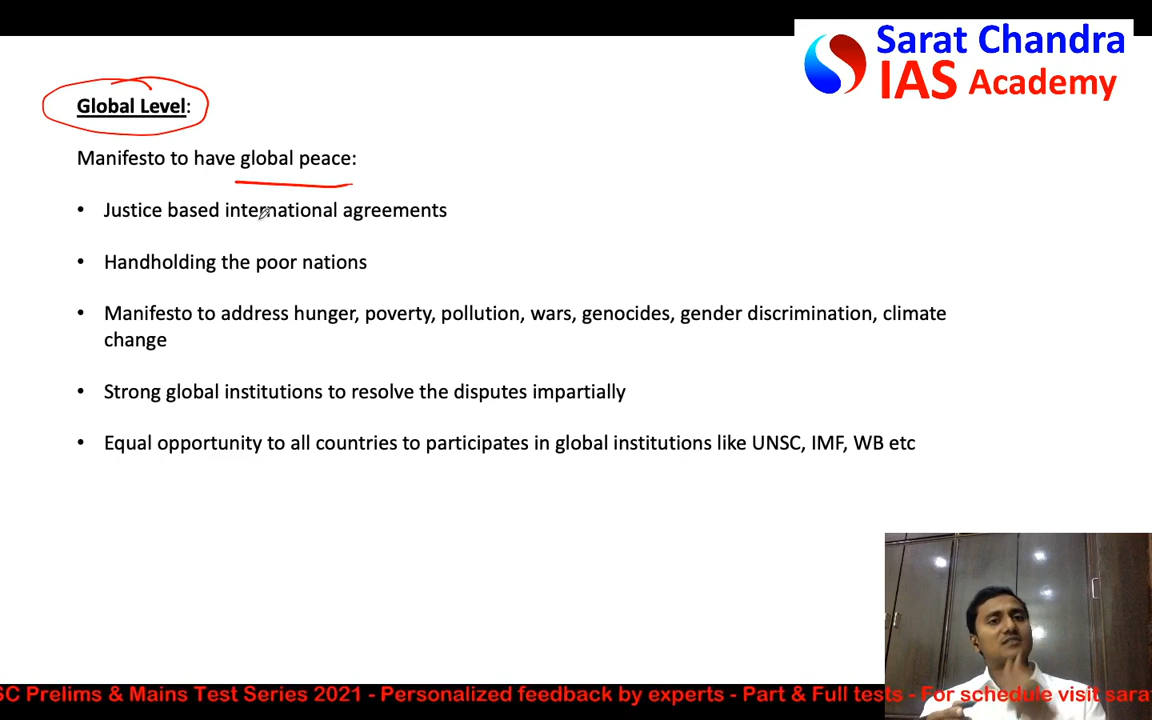 Sarat Chandra
IAS Academy
Global Level:
Manifesto to have global peace:
• Justice based international agreements
• Handholding the poor nations
• Manifesto to address hunger, poverty, pollution, wars, genocides, gender discrimination, climate
change
• Strong global institutions to resolve the disputes impartially
• Equal opportunity to all countries to participates in global institutions like UNSC, IMF, WB etc
SC Prelims & Mains Test Series 2021 - Personalized feedback by experts - Part & Full tests - For schedule visit sara